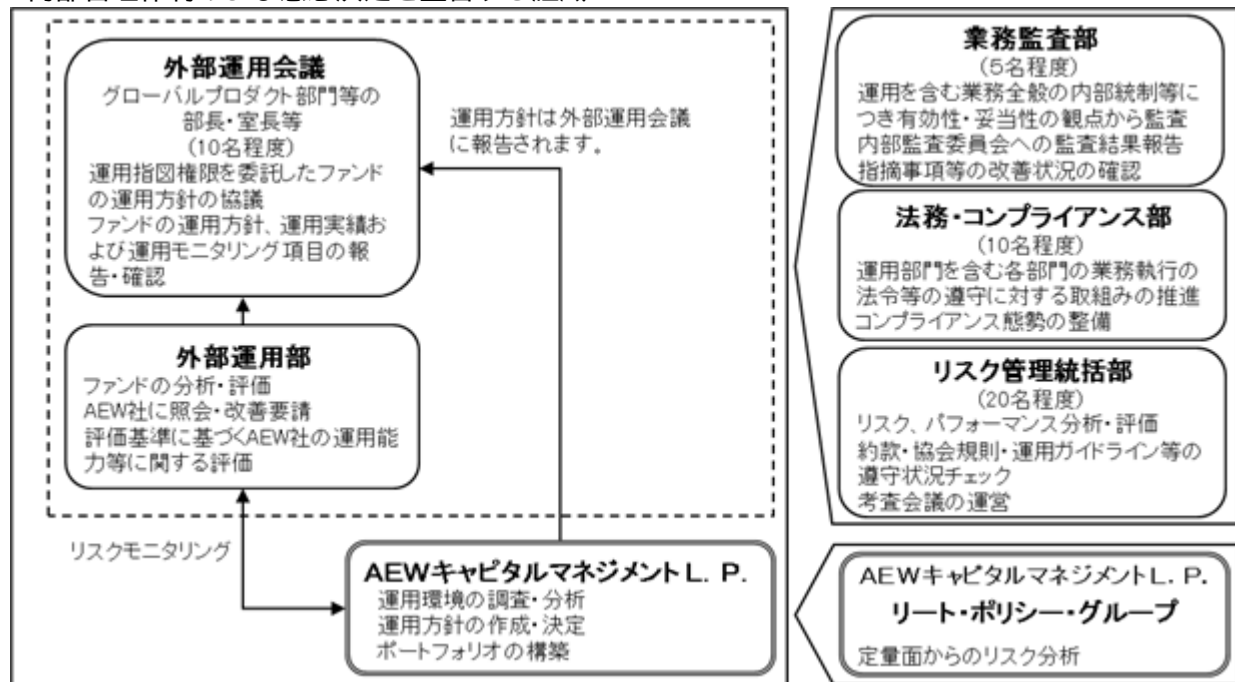 外部運用会議
グローバルプロダクト部門等の
部長・室長等
(10名程度)
運用指図権限を委託したファンド
の運用方針の協議
ファンドの運用方針、運用実績お
よび運用モニタリング項目の報
告・確認
運用方針は外部運用会議
に報告されます。
外部運用部
ファンドの分析・評価
AEW社に照会・改善要請
評価基準に基づくAEW社の運用能
力等に関する評価
リスクモニタリング
AEWキャピタルマネジメントL. P.
運用環境の調査・分析
運用方針の作成・決定
ポートフォリオの構築
業務監査部
(5名程度)
運用を含む業務全般の内部統制等に
つき有効性・妥当性の観点から監査
内部監査委員会への監査結果報告
指摘事項等の改善状況の確認
法務・コンプライアンス部
(10名程度)
運用部門を含む各部門の業務執行の
法令等の遵守に対する取組みの推進
コンプライアンス態勢の整備
リスク管理統括部
(20名程度)
リスク、パフォーマンス分析・評価
約款・協会規則・運用ガイドライン等の
遵守状況チェック
考査会議の運営
AEWキャピタルマネジメントL. P.
リート・ポリシー・グループ
定量面からのリスク分析